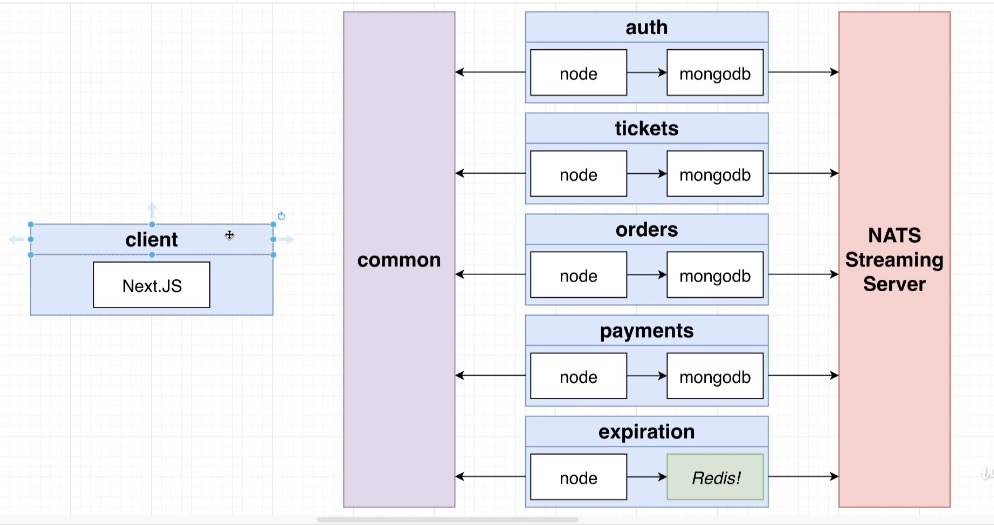 client
Next.JS
common
auth
node
mongodb
tickets
node
mongodb
orders
node
mongodb
payments
node
mongodb
expiration
node
Redis!
NATS
Streaming
Server